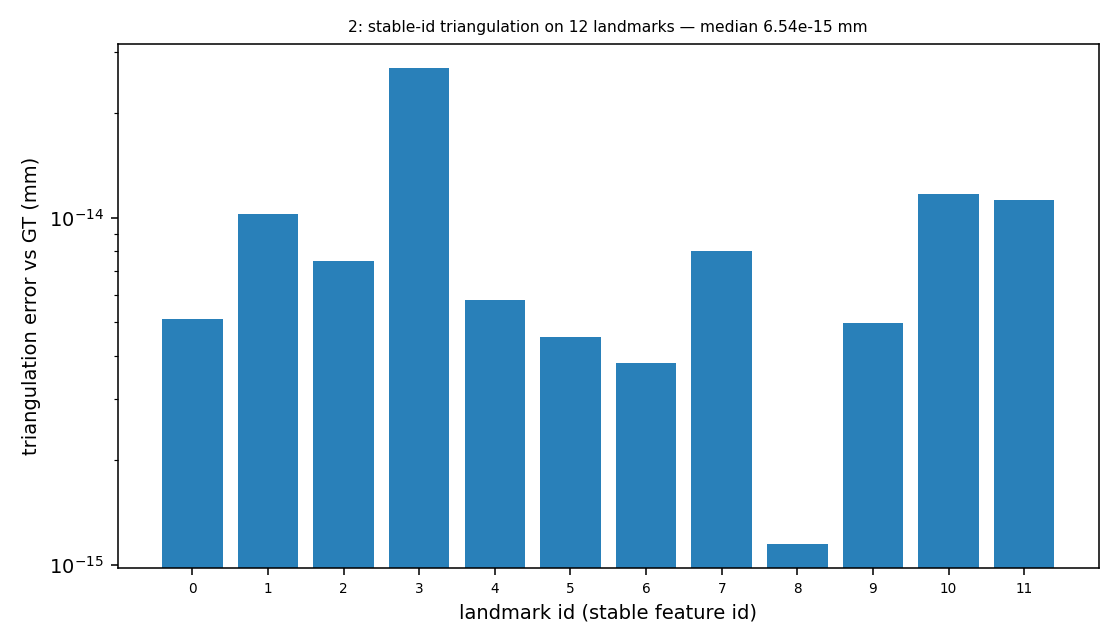 2: stable-id triangulation on 12 landmarks — median 6.54e-15 mm
triangulation error vs GT (mm)
10⁻¹⁴
10⁻¹⁵
0 1 2 3 4 5 6 7 8 9 10 11
landmark id (stable feature id)